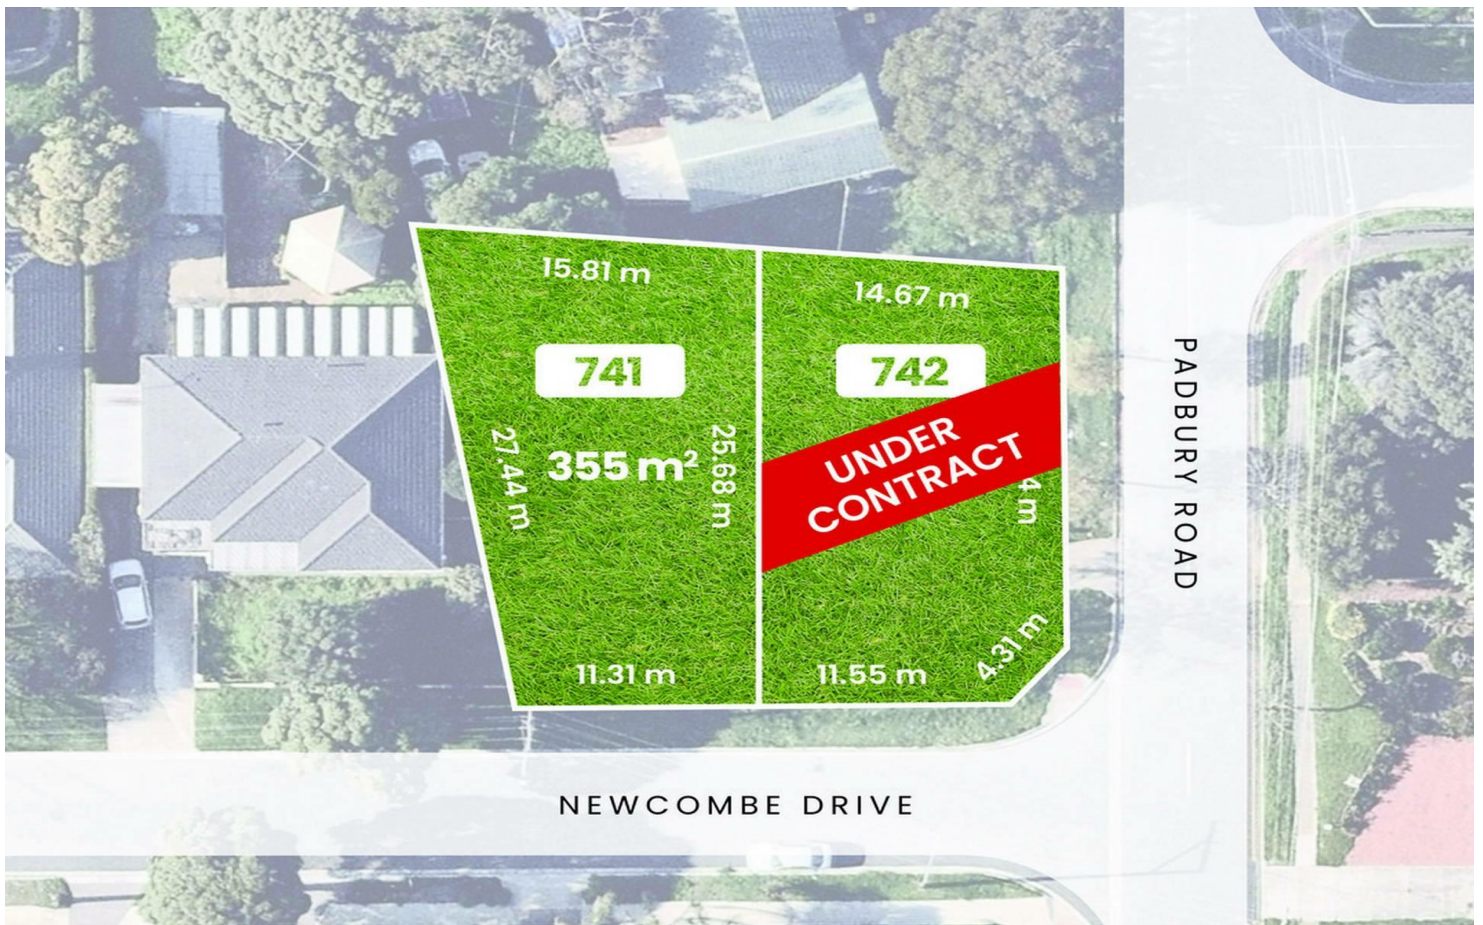 15.81 m
14.67 m
741
742
27.44 m
355 m²
25.68 m
UNDER
CONTRACT
4 m
11.31 m
11.55 m
4.31 m
PADBURY ROAD
NEWCOMBE DRIVE